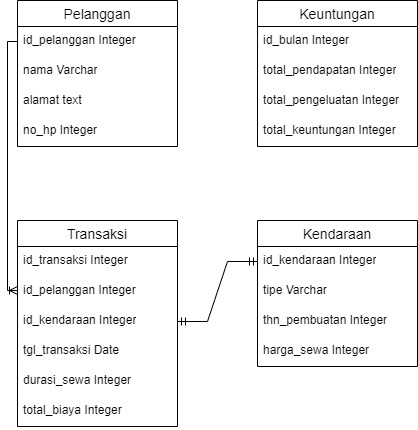 Pelanggan
id_pelanggan Integer
nama Varchar
alamat text
no_hp Integer
Keuntungan
id_bulan Integer
total_pendapatan Integer
total_pengeluatan Integer
total_keuntungan Integer
Transaksi
id_transaksi Integer
id_pelanggan Integer
id_kendaraan Integer
tgl_transaksi Date
durasi_sewa Integer
total_biaya Integer
Kendaraan
id_kendaraan Integer
tipe Varchar
thn_pembuatan Integer
harga_sewa Integer